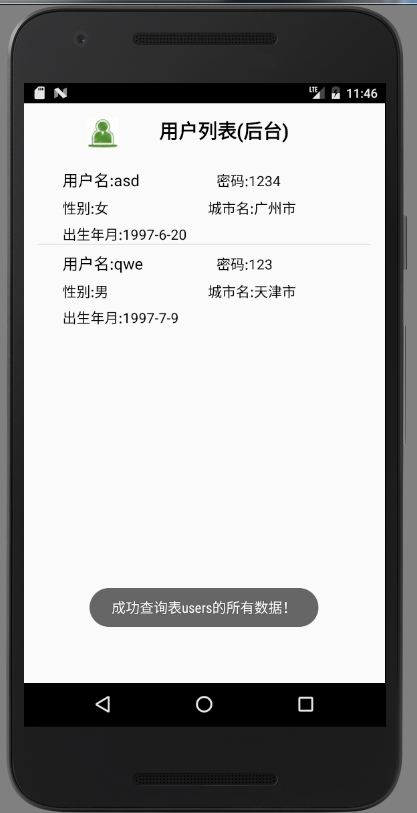 LTE 11:46
用户列表(后台)
用户名:asd 密码:1234
性别:女 城市名:广州市
出生年月:1997-6-20
用户名:qwe 密码:123
性别:男 城市名:天津市
出生年月:1997-7-9
成功查询表users的所有数据!